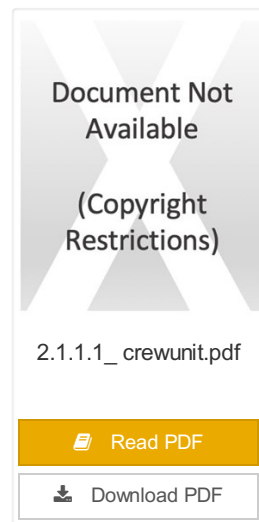 Document Not
Available
(Copyright
Restrictions)
2.1.1.1_ crewunit.pdf
Read PDF
Download PDF